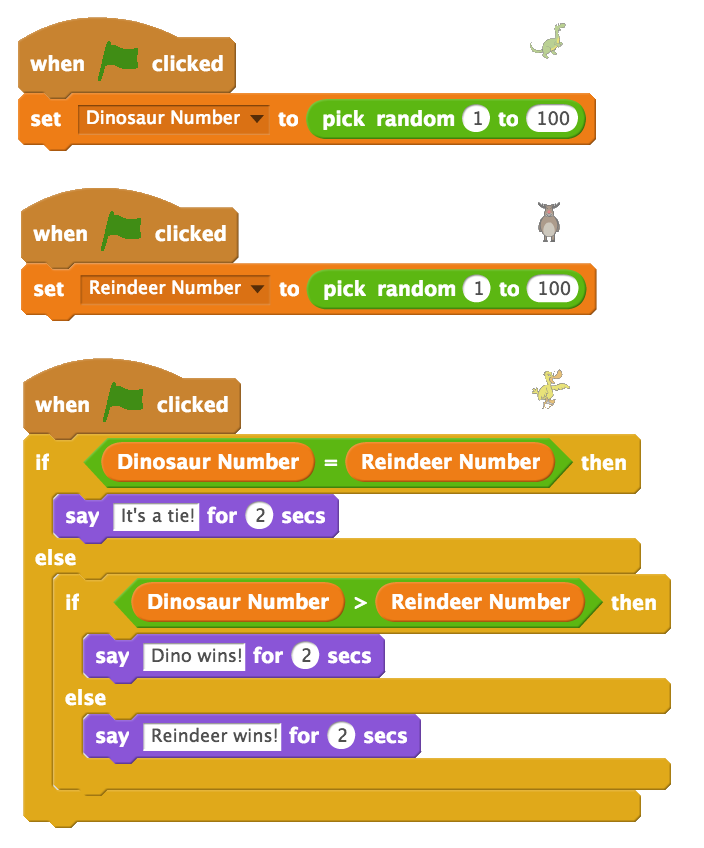 when clicked
set Dinosaur Number to pick random 1 to 100
when clicked
set Reindeer Number to pick random 1 to 100
when clicked
if Dinosaur Number = Reindeer Number then
say It's a tie! for 2 secs
else
if Dinosaur Number > Reindeer Number then
say Dino wins! for 2 secs
else
say Reindeer wins! for 2 secs